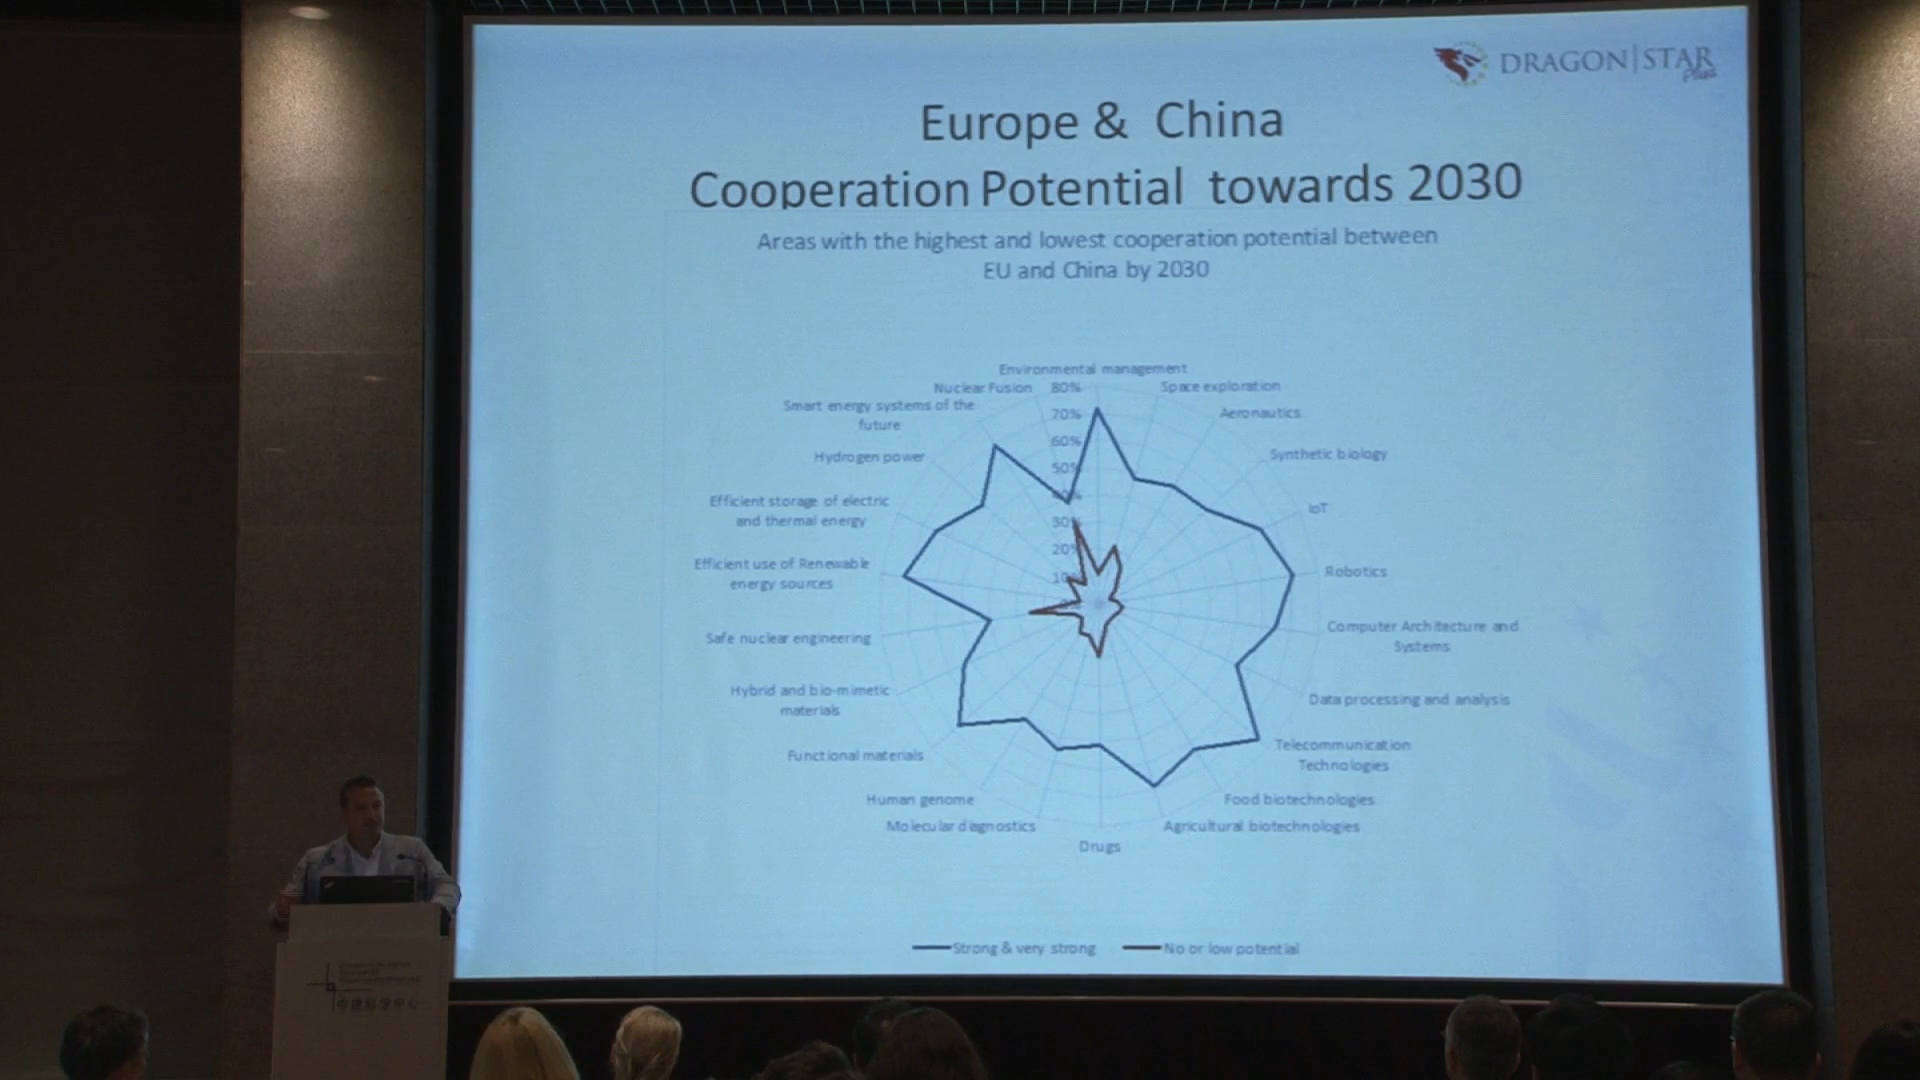 DRAGON|STAR
Plus
Europe & China
Cooperation Potential towards 2030
Areas with the highest and lowest cooperation potential between
EU and China by 2030
Environmental management
Nuclear Fusion
80%
Space exploration
Smart energy systems of the
future
70%
Aeronautics
60%
Hydrogen power
50%
Synthetic biology
40%
Efficient storage of electric
and thermal energy
30%
IoT
20%
Efficient use of Renewable
energy sources
10%
Robotics
Safe nuclear engineering
Computer Architecture and
Systems
Hybrid and bio-mimetic
materials
Data processing and analysis
Functional materials
Telecommunication
Technologies
Human genome
Food biotechnologies
Molecular diagnostics
Agricultural biotechnologies
Drugs
Strong & very strong
No or low potential